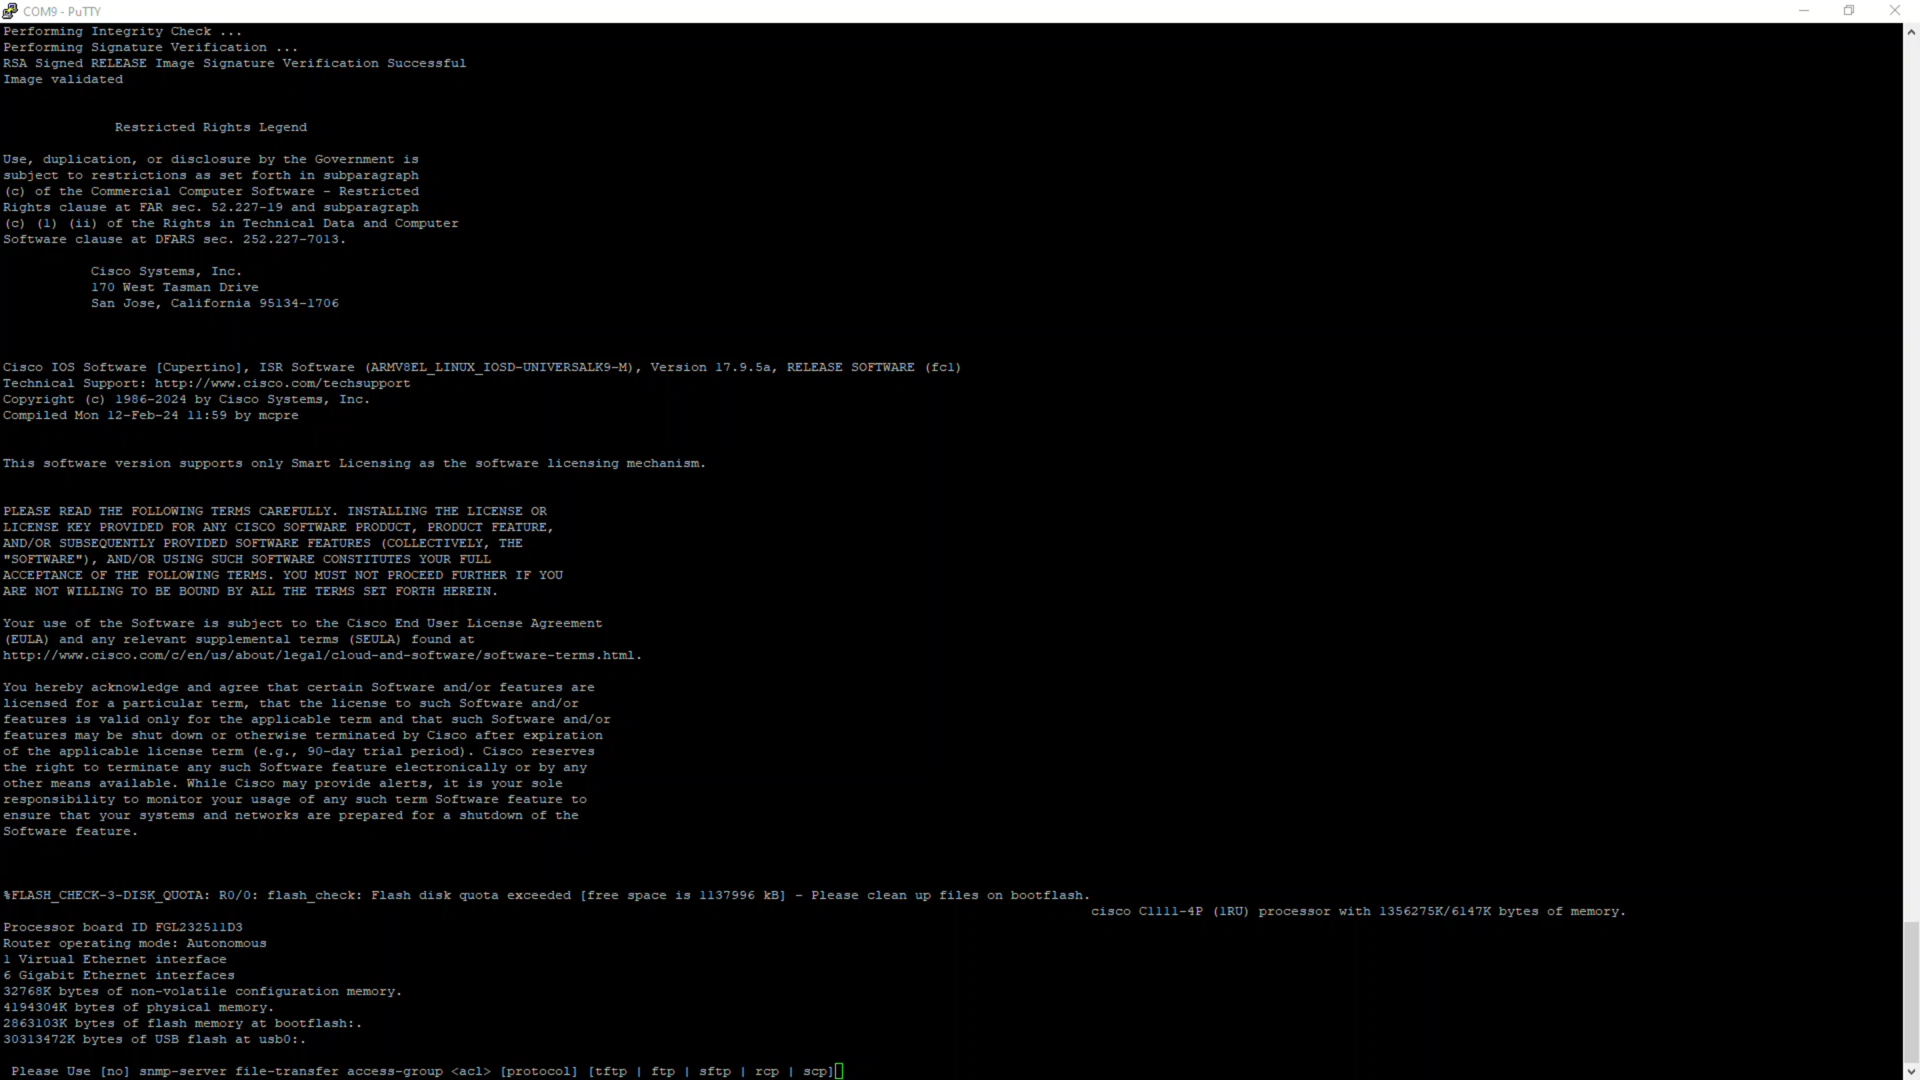 COM9 - PuTTY
Performing Integrity Check ...
Performing Signature Verification ...
RSA Signed RELEASE Image Signature Verification Successful
Image validated
Restricted Rights Legend
Use, duplication, or disclosure by the Government is
subject to restrictions as set forth in subparagraph
(c) of the Commercial Computer Software - Restricted
Rights clause at FAR sec. 52.227-19 and subparagraph
(c) (1) (ii) of the Rights in Technical Data and Computer
Software clause at DFARS sec. 252.227-7013.
Cisco Systems, Inc.
170 West Tasman Drive
San Jose, California 95134-1706
Cisco IOS Software [Cupertino], ISR Software (ARMV8EL_LINUX_IOSD-UNIVERSALK9-M), Version 17.9.5a, RELEASE SOFTWARE (fc1)
Technical Support: http://www.cisco.com/techsupport
Copyright (c) 1986-2024 by Cisco Systems, Inc.
Compiled Mon 12-Feb-24 11:59 by mcpre
This software version supports only Smart Licensing as the software licensing mechanism.
PLEASE READ THE FOLLOWING TERMS CAREFULLY. INSTALLING THE LICENSE OR
LICENSE KEY PROVIDED FOR ANY CISCO SOFTWARE PRODUCT, PRODUCT FEATURE,
AND/OR SUBSEQUENTLY PROVIDED SOFTWARE FEATURES (COLLECTIVELY, THE
"SOFTWARE"), AND/OR USING SUCH SOFTWARE CONSTITUTES YOUR FULL
ACCEPTANCE OF THE FOLLOWING TERMS. YOU MUST NOT PROCEED FURTHER IF YOU
ARE NOT WILLING TO BE BOUND BY ALL THE TERMS SET FORTH HEREIN.
Your use of the Software is subject to the Cisco End User License Agreement
(EULA) and any relevant supplemental terms (SEULA) found at
http://www.cisco.com/c/en/us/about/legal/cloud-and-software/software-terms.html.
You hereby acknowledge and agree that certain Software and/or features are
licensed for a particular term, that the license to such Software and/or
features is valid only for the applicable term and that such Software and/or
features may be shut down or otherwise terminated by Cisco after expiration
of the applicable license term (e.g., 90-day trial period). Cisco reserves
the right to terminate any such Software feature electronically or by any
other means available. While Cisco may provide alerts, it is your sole
responsibility to monitor your usage of any such term Software feature to
ensure that your systems and networks are prepared for a shutdown of the
Software feature.
%FLASH_CHECK-3-DISK_QUOTA: R0/0: flash_check: Flash disk quota exceeded [free space is 1137996 kB] - Please clean up files on bootflash.
cisco C1111-4P (1RU) processor with 1356275K/6147K bytes of memory.
Processor board ID FGL232511D3
Router operating mode: Autonomous
1 Virtual Ethernet interface
6 Gigabit Ethernet interfaces
32768K bytes of non-volatile configuration memory.
4194304K bytes of physical memory.
2863103K bytes of flash memory at bootflash:.
30313472K bytes of USB flash at usb0:.
Please Use [no] snmp-server file-transfer access-group <acl> [protocol] [tftp | ftp | sftp | rcp | scp]